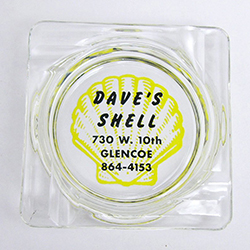 DAVE'S
SHELL
730 W. 10th
GLENCOE
864-4153